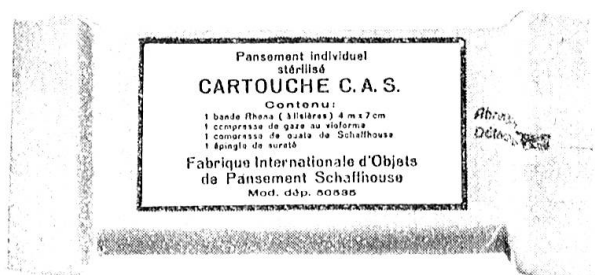 Pansement individuel
stérilisé
CARTOUCHE C. A. S.
Contenu:
1 bande Rhena (à lisières) 4 m x 7 cm
1 compresse de gaze au vioforme
1 compresse de ouate de Schaffhouse
1 épingle de sureté
Fabrique Internationale d'Objets
de Pansement Schaffhouse
Mod. dép. 50535